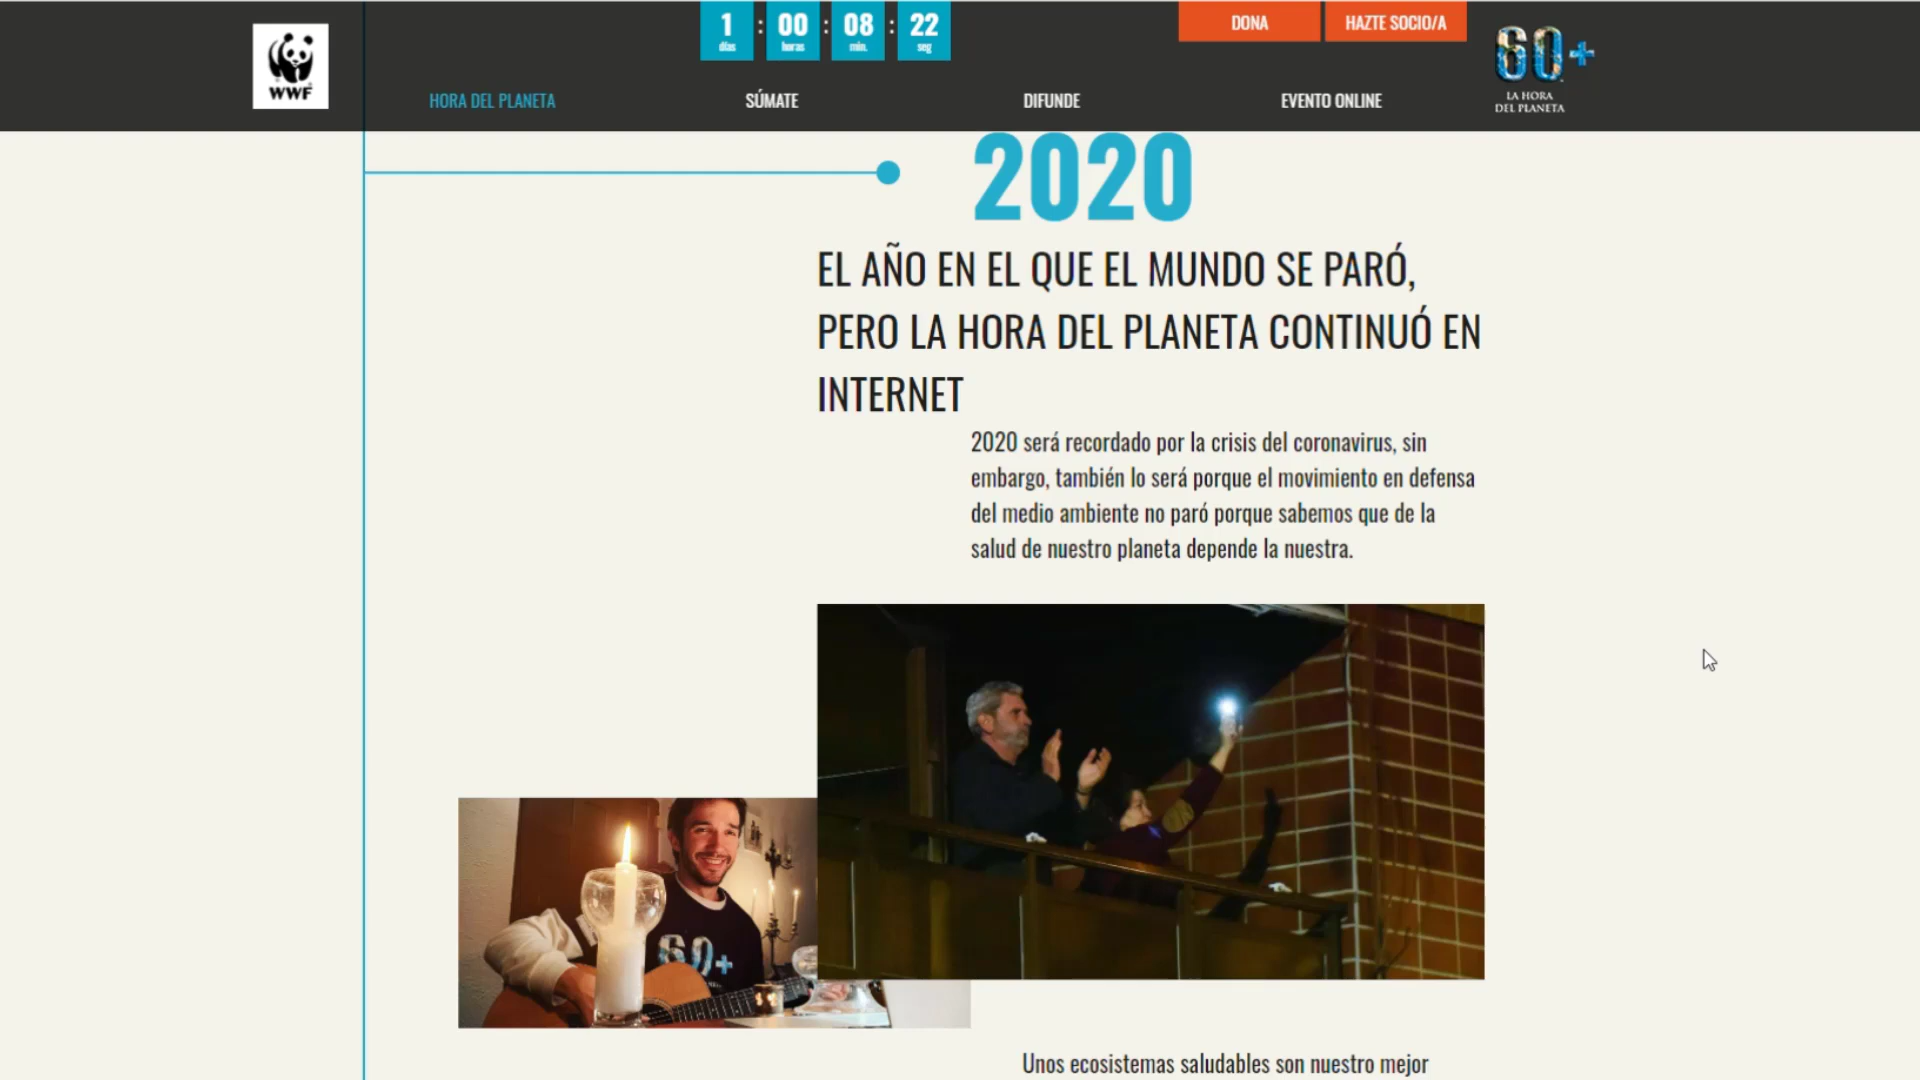 WWF
1 : 00 : 08 : 22
días horas min. seg
DONA
HAZTE SOCIO/A
60+
LA HORA
DEL PLANETA
HORA DEL PLANETA
SÚMATE
DIFUNDE
EVENTO ONLINE
2020
EL AÑO EN EL QUE EL MUNDO SE PARÓ,
PERO LA HORA DEL PLANETA CONTINUÓ EN
INTERNET
2020 será recordado por la crisis del coronavirus, sin
embargo, también lo será porque el movimiento en defensa
del medio ambiente no paró porque sabemos que de la
salud de nuestro planeta depende la nuestra.
60+
Unos ecosistemas saludables son nuestro mejor